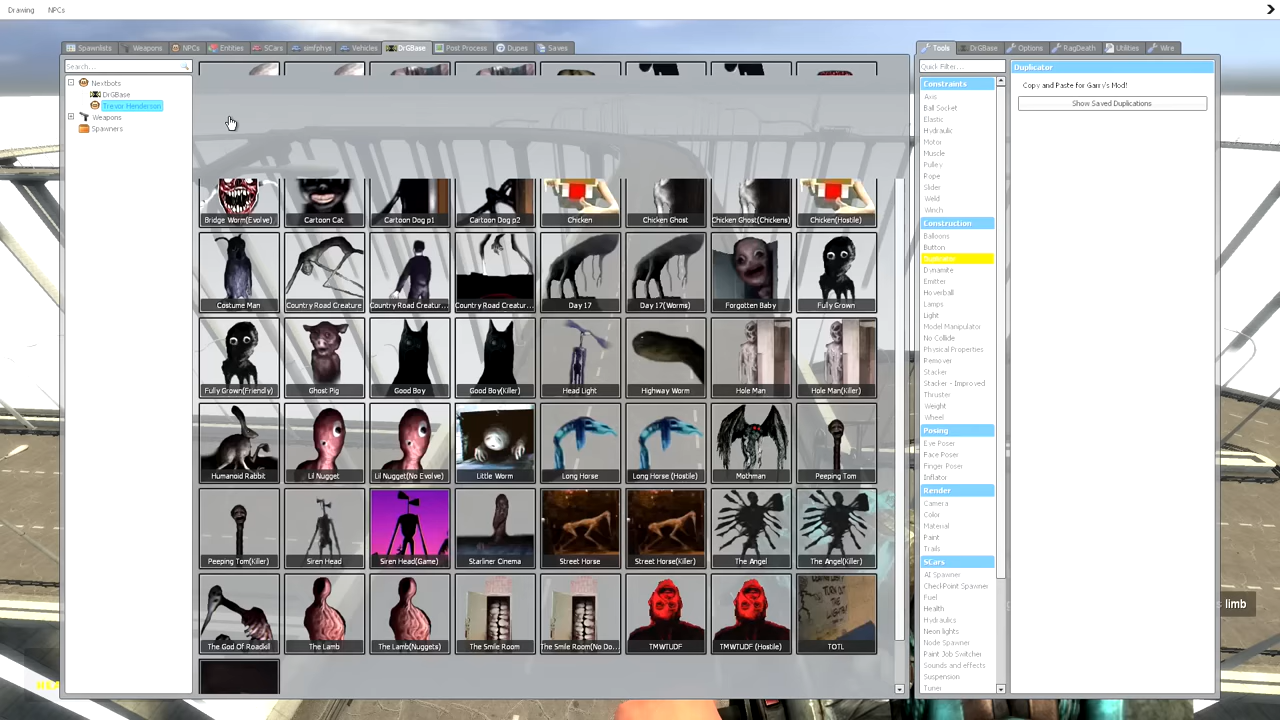 Drawing NPCs
Spawnlists Weapons NPCs Entities SCars simfphys Vehicles DrGBase Post Process Dupes Saves
Tools DrGBase Options RagDeath Utilities Wire
Search...
Nextbots
DrGBase
Trevor Henderson
Weapons
Spawners
Bridge Worm(Evolve) Cartoon Cat Cartoon Dog p1 Cartoon Dog p2 Chicken Chicken Ghost Chicken Ghost(Chickens) Chicken(Hostile)
Costume Man Country Road Creature Country Road Creatur... Country Road Creatur... Day 17 Day 17(Worms) Forgotten Baby Fully Grown
Fully Grown(Friendly) Ghost Pig Good Boy Good Boy(Killer) Head Light Highway Worm Hole Man Hole Man(Killer)
Humanoid Rabbit Lil Nugget Lil Nugget(No Evolve) Little Worm Long Horse Long Horse (Hostile) Mothman Peeping Tom
Peeping Tom(Killer) Siren Head Siren Head(Game) Starliner Cinema Street Horse Street Horse(Killer) The Angel The Angel(Killer)
The God Of Roadkill The Lamb The Lamb(Nuggets) The Smile Room The Smile Room(No Do... TMWTUDF TMWTUDF (Hostile) TOTL
Quick Filter...
Constraints
Axis
Ball Socket
Elastic
Hydraulic
Motor
Muscle
Pulley
Rope
Slider
Weld
Winch
Construction
Balloons
Button
Duplicator
Dynamite
Emitter
Hoverball
Lamps
Light
Model Manipulator
No Collide
Physical Properties
Remover
Stacker
Stacker - Improved
Thruster
Weight
Wheel
Posing
Eye Poser
Face Poser
Finger Poser
Inflator
Render
Camera
Color
Material
Paint
Trails
SCars
AI Spawner
CheckPoint Spawner
Fuel
Health
Hydraulics
Neon lights
Node Spawner
Paint Job Switcher
Sounds and effects
Suspension
Tuner
Duplicator
Copy and Paste for Garry's Mod!
Show Saved Duplications
limb